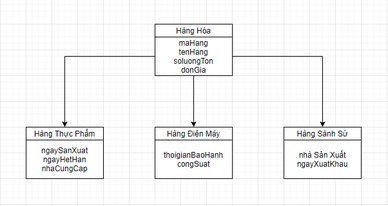 Hàng Hóa
maHang
tenHang
soluongTon
donGia
Hàng Thực Phẩm
ngaySanXuat
ngayHetHan
nhaCungCap
Hàng Điện Máy
thoigianBaoHanh
congSuat
Hàng Sành Sứ
nhà Sản Xuất
ngayXuatKhau